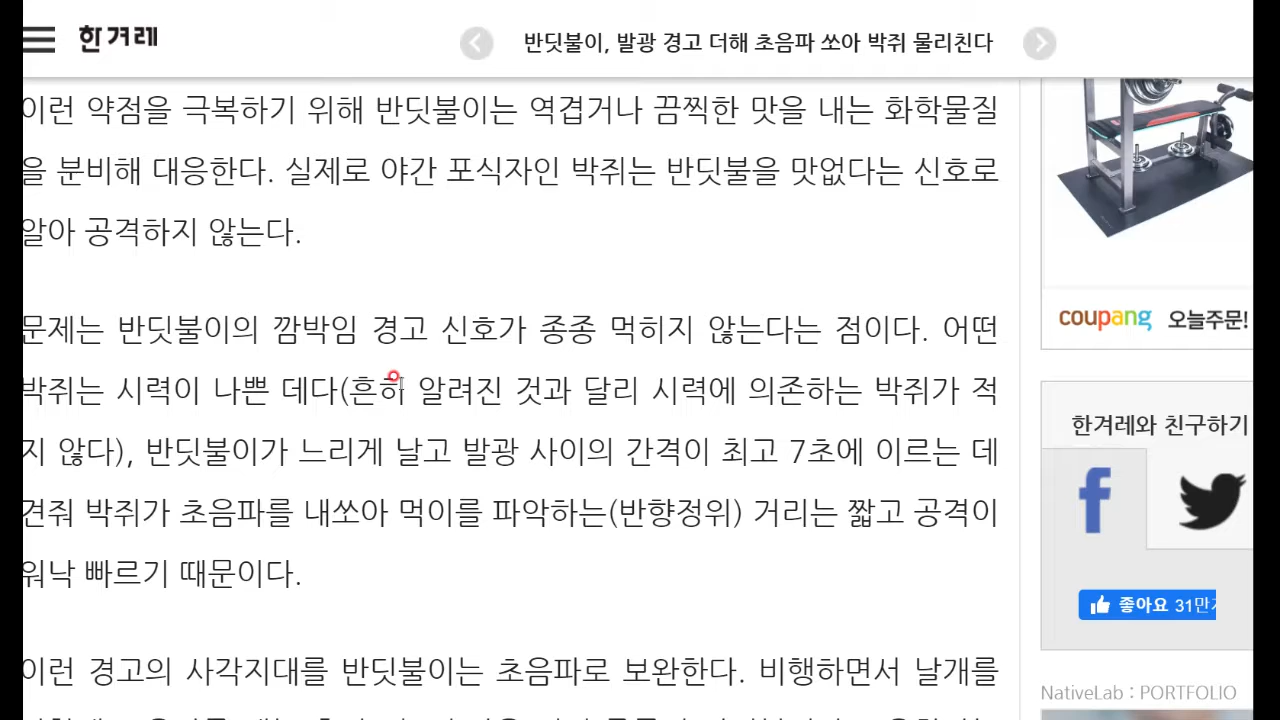 한겨레
반딧불이, 발광 경고 더해 초음파 쏘아 박쥐 물리친다
이런 약점을 극복하기 위해 반딧불이는 역겹거나 끔찍한 맛을 내는 화학물질
을 분비해 대응한다. 실제로 야간 포식자인 박쥐는 반딧불을 맛없다는 신호로
알아 공격하지 않는다.
문제는 반딧불이의 깜박임 경고 신호가 종종 먹히지 않는다는 점이다. 어떤
박쥐는 시력이 나쁜 데다(흔히 알려진 것과 달리 시력에 의존하는 박쥐가 적
지 않다), 반딧불이가 느리게 날고 발광 사이의 간격이 최고 7초에 이르는 데
견줘 박쥐가 초음파를 내쏘아 먹이를 파악하는(반향정위) 거리는 짧고 공격이
워낙 빠르기 때문이다.
이런 경고의 사각지대를 반딧불이는 초음파로 보완한다. 비행하면서 날개를
coupang 오늘주문!
한겨레와 친구하기
좋아요 31만
NativeLab : PORTFOLIO